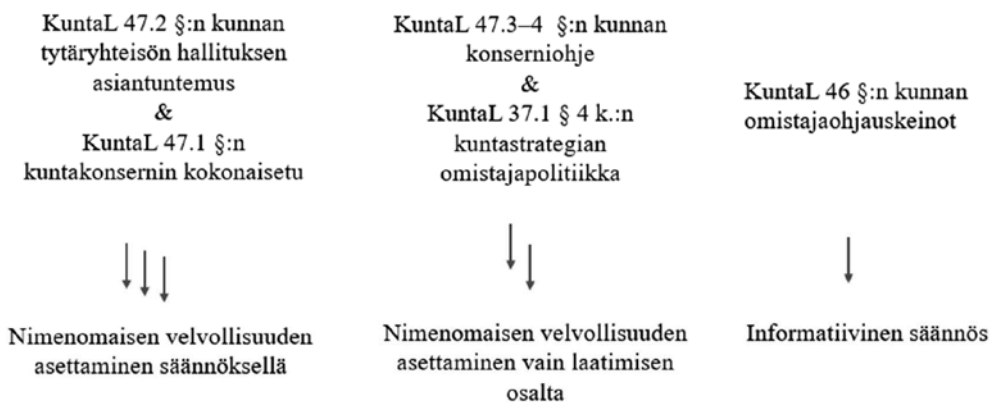 KuntaL 47.2 §:n kunnan
tytäryhteisön hallituksen
asiantuntemus
&
KuntaL 47.1 §:n
kuntakonsernin kokonaisetu
Nimenomaisen velvollisuuden
asettaminen säännöksellä
KuntaL 47.3–4 §:n kunnan
konserniohje
&
KuntaL 37.1 § 4 k.:n
kuntastrategian
omistajapolitiikka
Nimenomaisen velvollisuuden
asettaminen vain laatimisen
osalta
KuntaL 46 §:n kunnan
omistajaohjauskeinot
Informatiivinen säännös